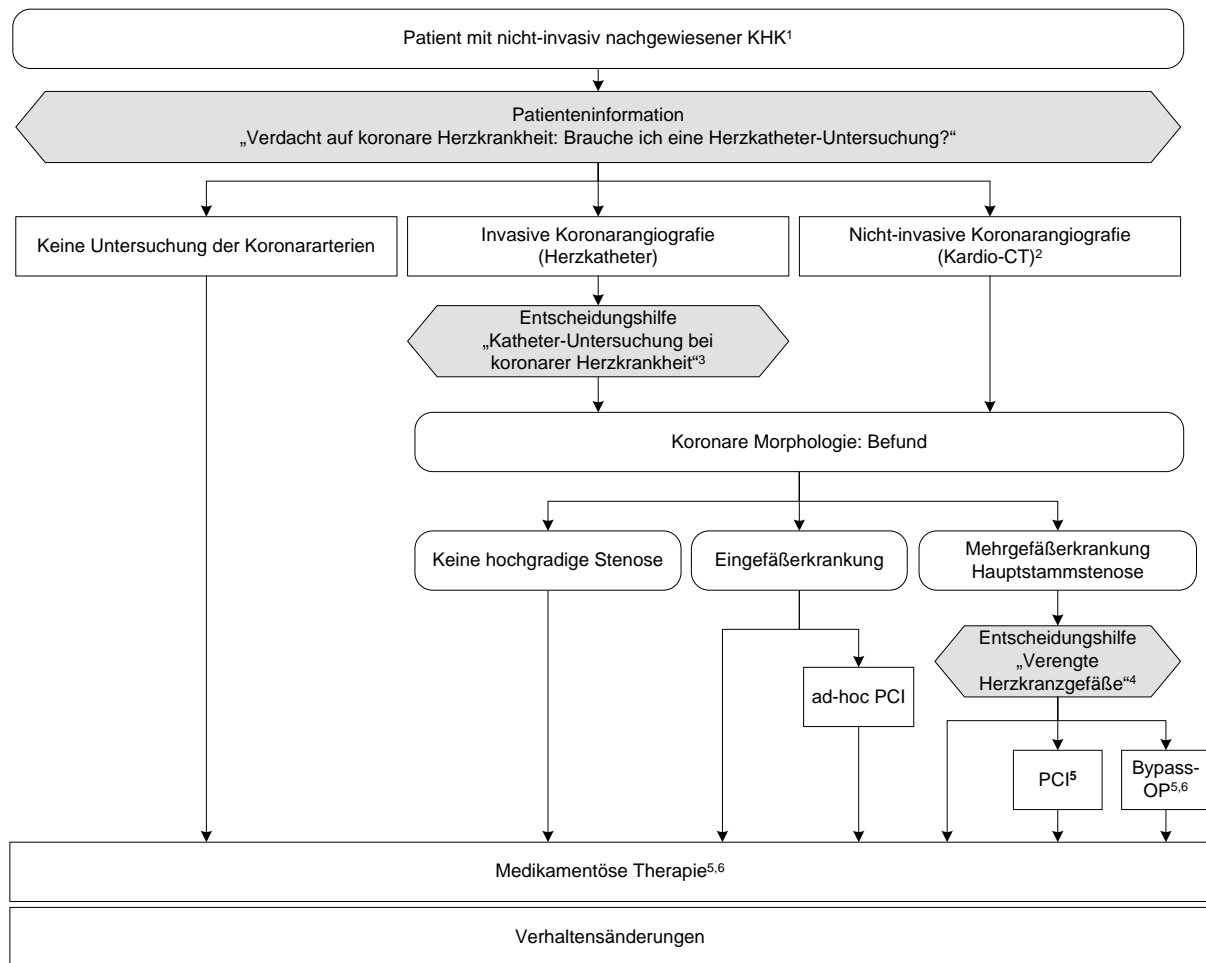 Patient mit nicht-invasiv nachgewiesener KHK¹
Patienteninformation
„Verdacht auf koronare Herzkrankheit: Brauche ich eine Herzkatheter-Untersuchung?“
Keine Untersuchung der Koronararterien
Invasive Koronarangiografie
(Herzkatheter)
Nicht-invasive Koronarangiografie
(Kardio-CT)²
Entscheidungshilfe
„Katheter-Untersuchung bei
koronarer Herzkrankheit“³
Koronare Morphologie: Befund
Keine hochgradige Stenose
Eingefäßerkrankung
Mehrgefäßerkrankung
Hauptstammstenose
Entscheidungshilfe
„Verengte
Herzkranzgefäße“⁴
ad-hoc PCI
PCI⁵
Bypass-
OP⁵,⁶
Medikamentöse Therapie⁵,⁶
Verhaltensänderungen